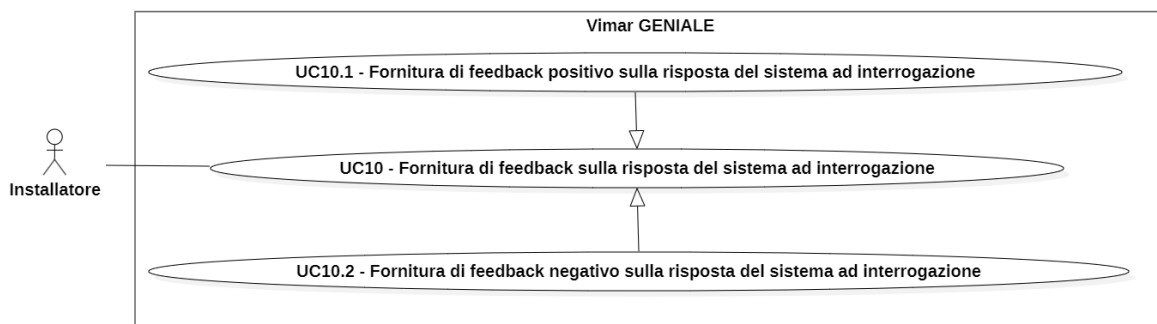 Vimar GENIALE
UC10.1 - Fornitura di feedback positivo sulla risposta del sistema ad interrogazione
UC10 - Fornitura di feedback sulla risposta del sistema ad interrogazione
Installatore
UC10.2 - Fornitura di feedback negativo sulla risposta del sistema ad interrogazione